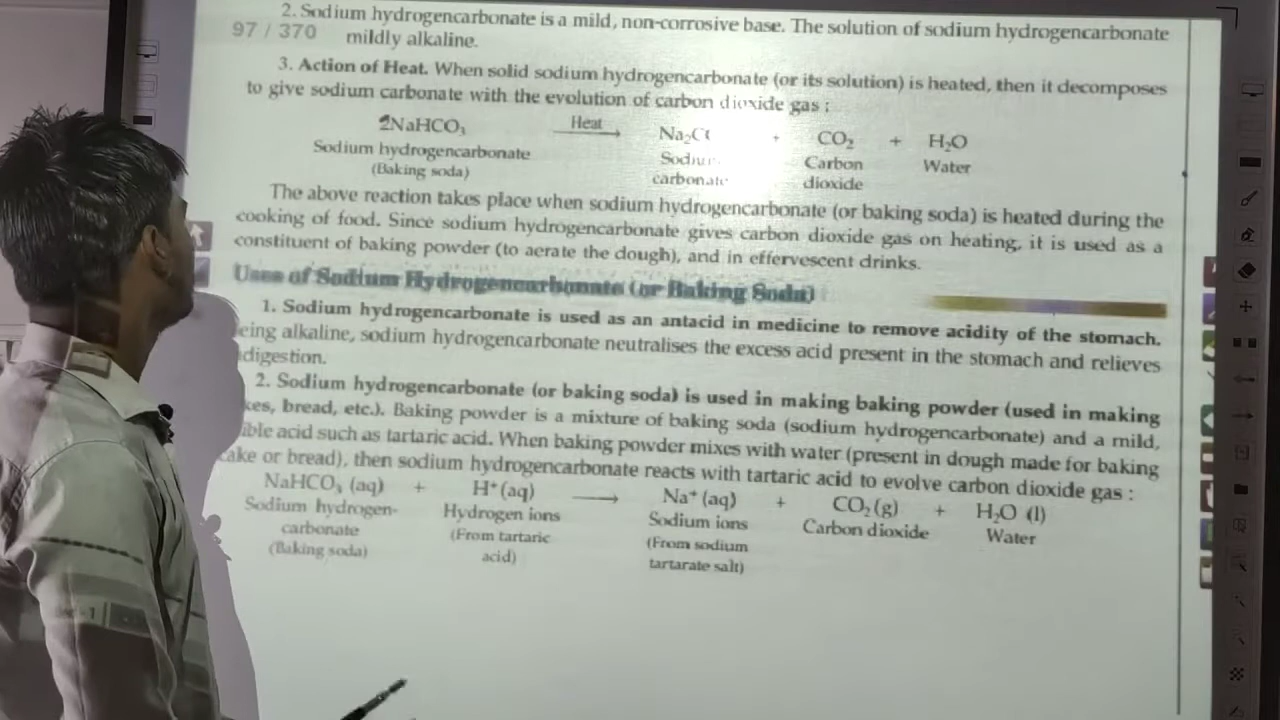 2. Sodium hydrogencarbonate is a mild, non-corrosive base. The solution of sodium hydrogencarbonate
97 / 370 mildly alkaline.
3. Action of Heat. When solid sodium hydrogencarbonate (or its solution) is heated, then it decomposes
to give sodium carbonate with the evolution of carbon dioxide gas :
2NaHCO₃ Heat Na₂C + CO₂ + H₂O
Sodium hydrogencarbonate Sodiu Carbon Water
(Baking soda) carbonate dioxide
The above reaction takes place when sodium hydrogencarbonate (or baking soda) is heated during the
cooking of food. Since sodium hydrogencarbonate gives carbon dioxide gas on heating, it is used as a
constituent of baking powder (to aerate the dough), and in effervescent drinks.
Uses of Sodium Hydrogencarbonate (or Baking Soda)
1. Sodium hydrogencarbonate is used as an antacid in medicine to remove acidity of the stomach.
eing alkaline, sodium hydrogencarbonate neutralises the excess acid present in the stomach and relieves
digestion.
2. Sodium hydrogencarbonate (or baking soda) is used in making baking powder (used in making
kes, bread, etc.). Baking powder is a mixture of baking soda (sodium hydrogencarbonate) and a mild,
ible acid such as tartaric acid. When baking powder mixes with water (present in dough made for baking
cake or bread), then sodium hydrogencarbonate reacts with tartaric acid to evolve carbon dioxide gas :
NaHCO₃ (aq) + H⁺ (aq) → Na⁺ (aq) + CO₂ (g) + H₂O (l)
Sodium hydrogen- Hydrogen ions Sodium ions Carbon dioxide Water
carbonate (From tartaric (From sodium
(Baking soda) acid) tartarate salt)